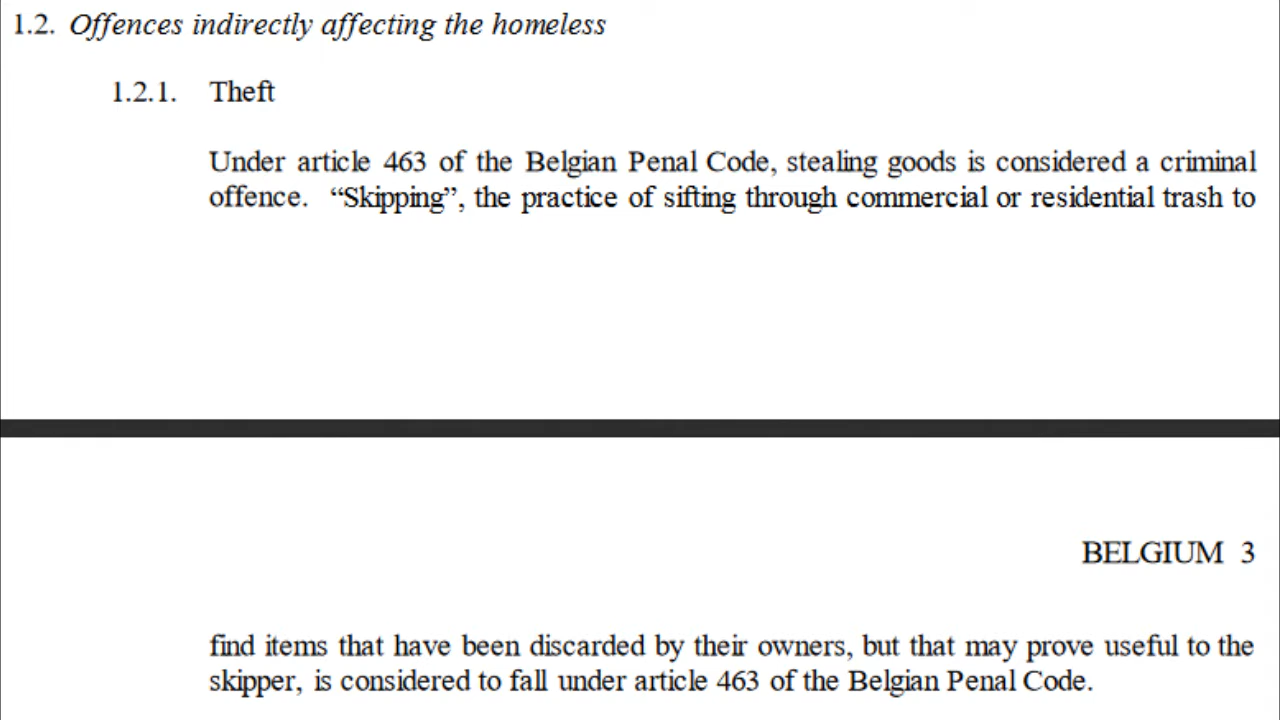 1.2. Offences indirectly affecting the homeless
1.2.1. Theft
Under article 463 of the Belgian Penal Code, stealing goods is considered a criminal
offence. “Skipping”, the practice of sifting through commercial or residential trash to
BELGIUM 3
find items that have been discarded by their owners, but that may prove useful to the
skipper, is considered to fall under article 463 of the Belgian Penal Code.